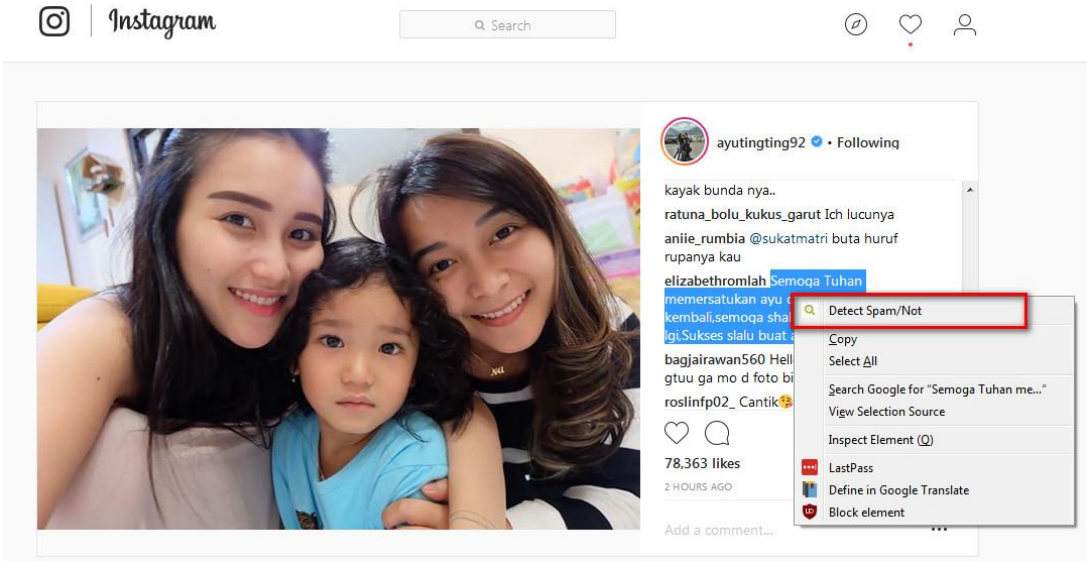 Instagram
Search
ayutingting92 • Following
kayak bunda nya..
ratuna_bolu_kukus_garut Ich lucunya
aniie_rumbia @sukatmatri buta huruf
rupanya kau
elizabethromlah Semoga Tuhan
memersatukan ayu
kembali,semoga
lgi,Sukses slalu buat
bagjairawan560
gtuu ga mo d foto
roslinfp02_ Cantik😘
78,363 likes
2 HOURS AGO
Add a comment...
Detect Spam/Not
Copy
Select All
Search Google for “Semoga Tuhan me...”
View Selection Source
Inspect Element (Q)
LastPass
Define in Google Translate
Block element